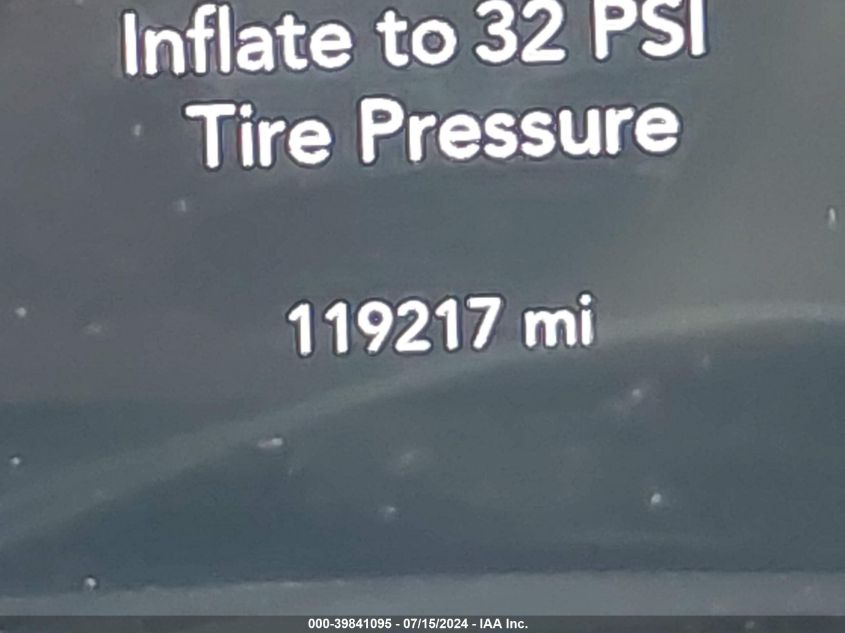 Inflate to 32 PSI
Tire Pressure
119217 mi
000-39841095 - 07/15/2024 - IAA Inc.